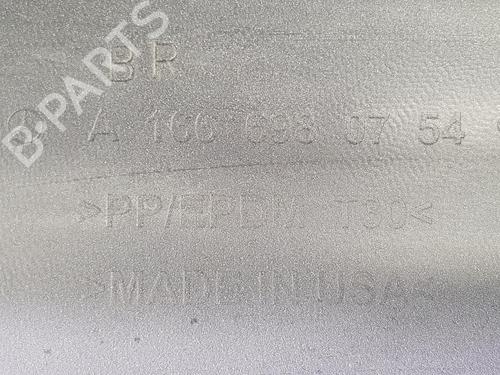 B-PARTS
BR
A 166 698 07 54
>PP/EPDM T30<
>MADE IN USA<